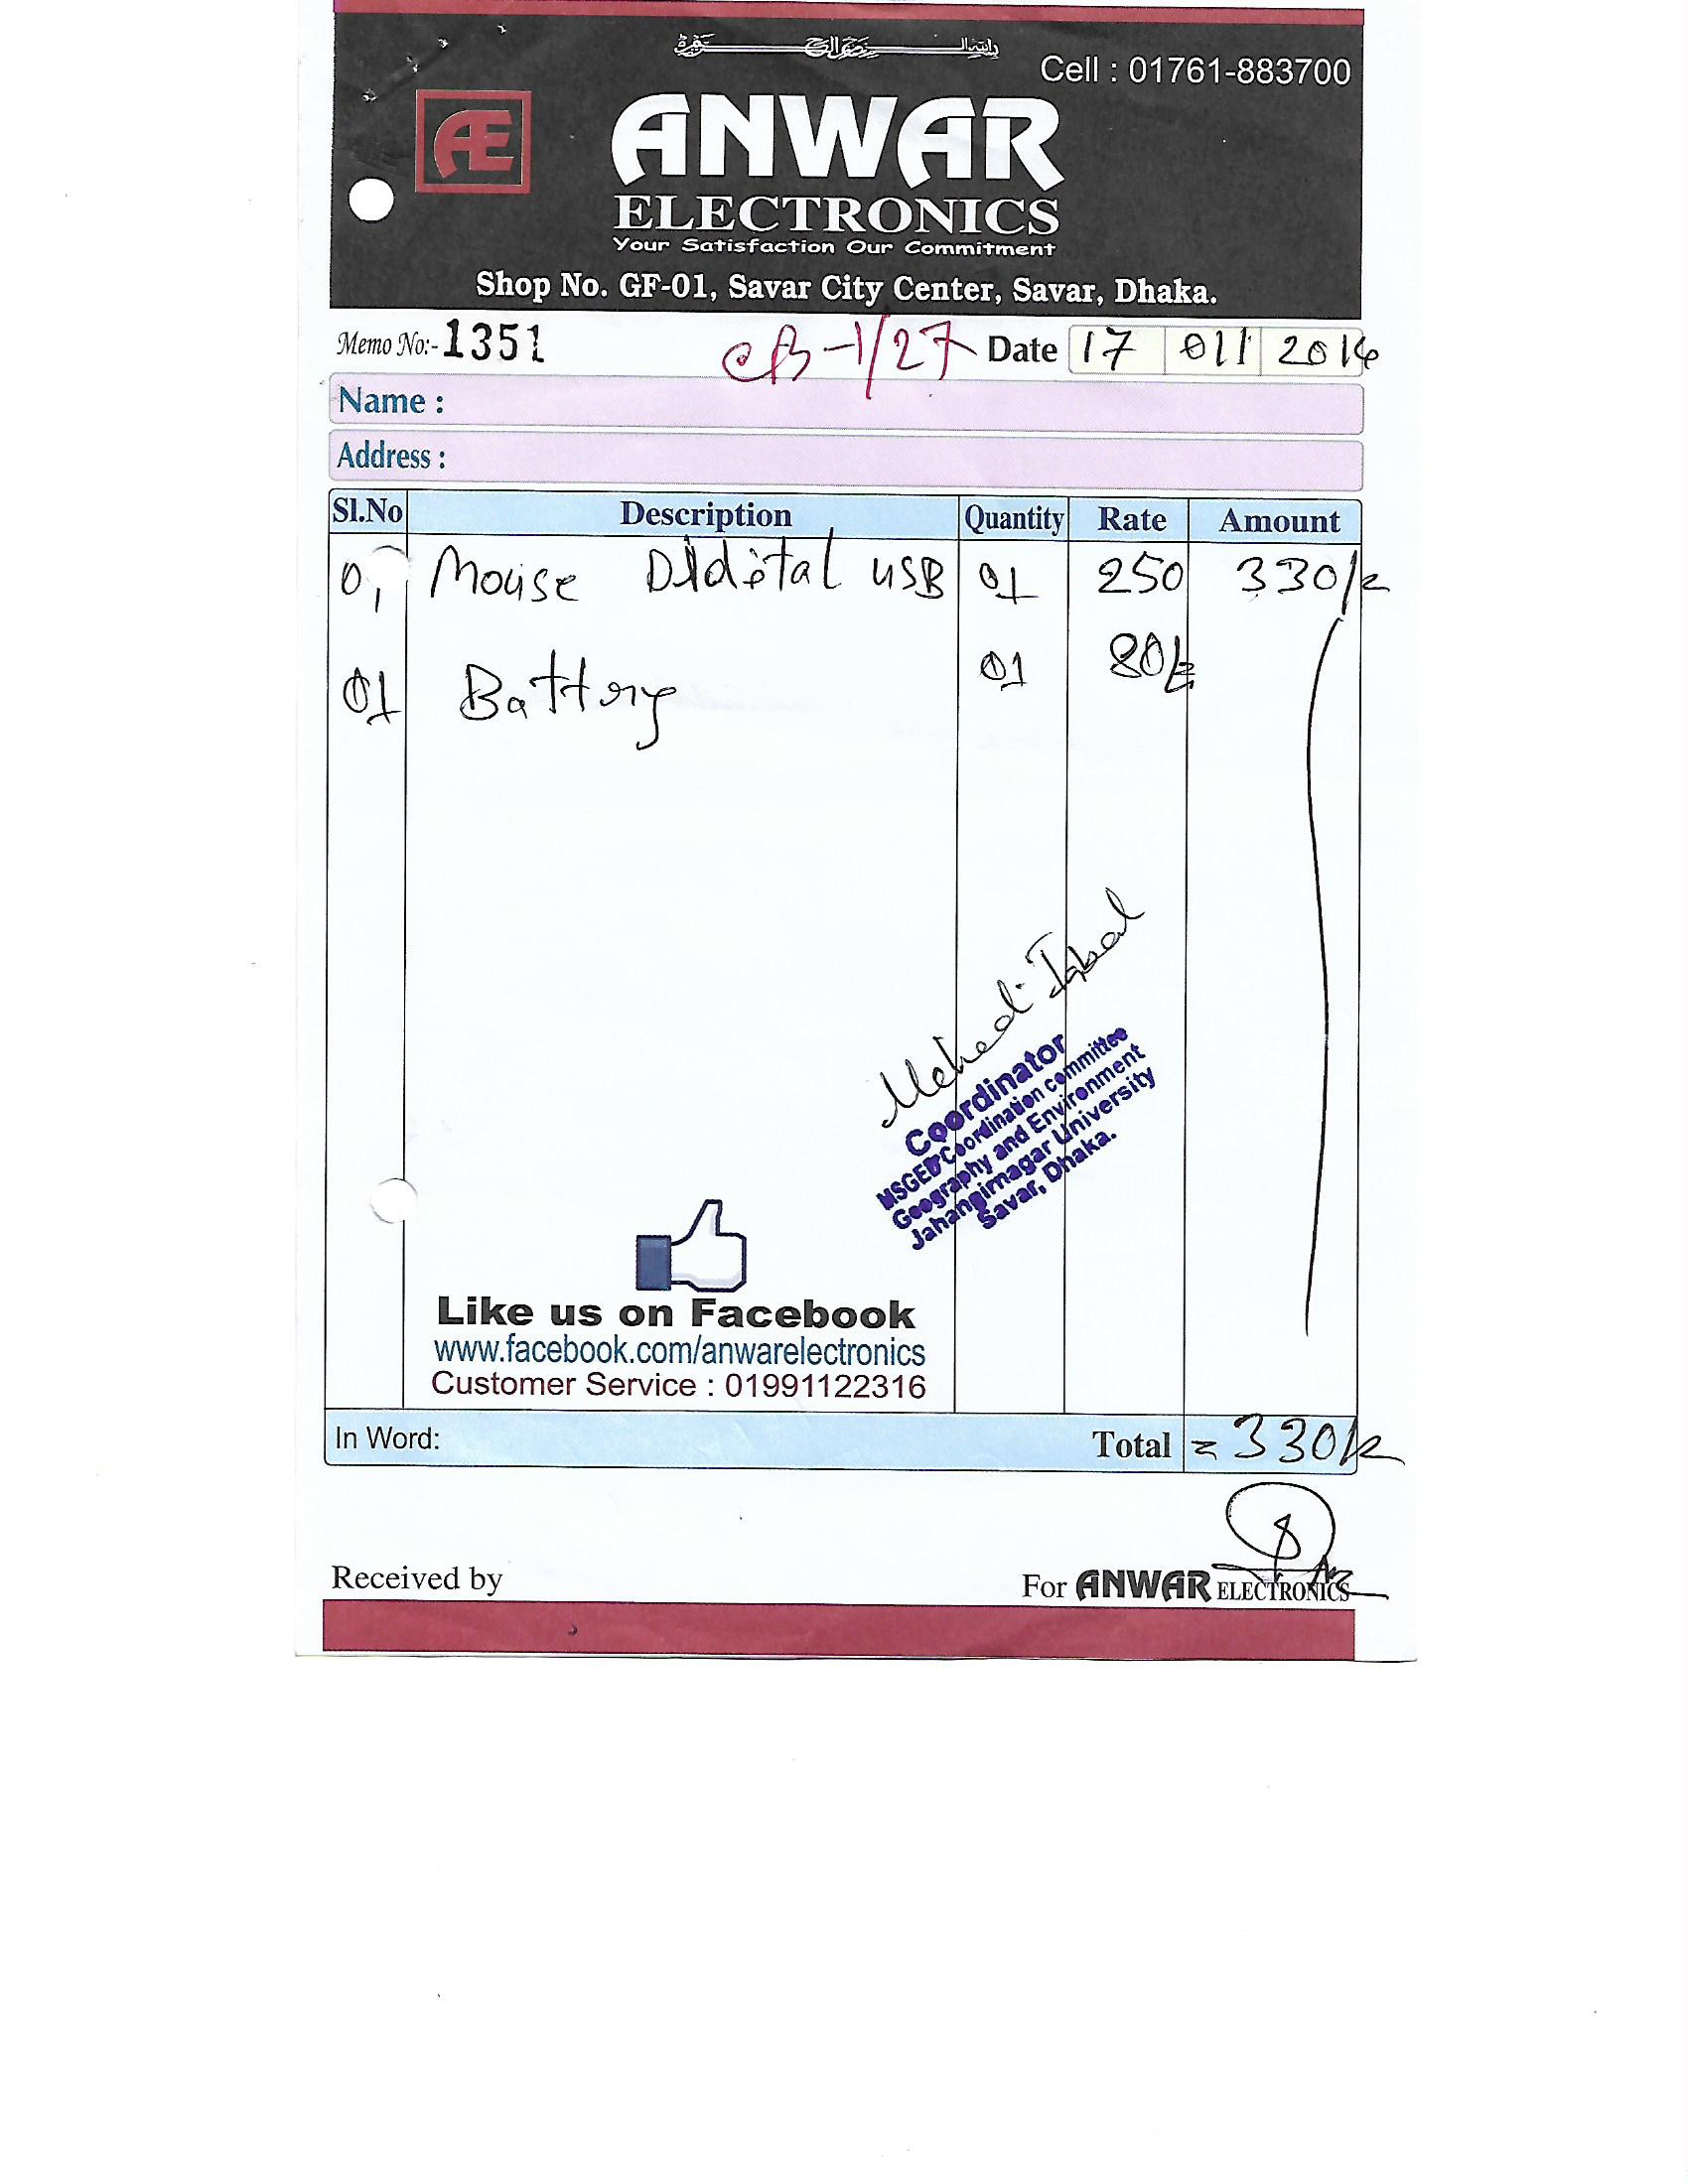 Cell : 01761-883700
Æ ANWAR
ELECTRONICS
Your Satisfaction Our Commitment
Shop No. GF-01, Savar City Center, Savar, Dhaka.
Memo No:- 1351 CB-1/27 Date 17 01 2016
Name :
Address :
Sl.No Description Quantity Rate Amount
01 Mouse Didital USB 01 250 330/=
01 Battery 01 80/=
Mehedi Iqbal
Coordinator
MSGED Coordination committee
Geography and Environment
Jahangirnagar University
Savar, Dhaka.
Like us on Facebook
www.facebook.com/anwarelectronics
Customer Service : 01991122316
In Word: Total = 330/=
Received by For ANWAR ELECTRONICS